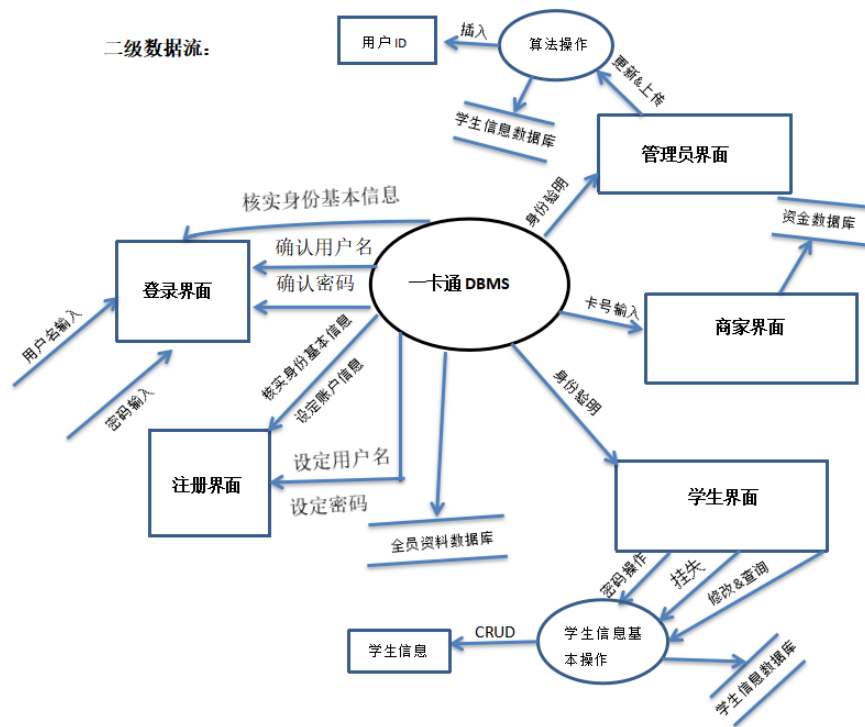 二级数据流：
用户 ID
插入
算法操作
更新&上传
学生信息数据库
管理员界面
身份验明
核实身份基本信息
资金数据库
确认用户名
登录界面
确认密码
一卡通 DBMS
卡号输入
商家界面
用户名输入
密码输入
核实身份基本信息
设定账户信息
身份验明
注册界面
设定用户名
设定密码
全员资料数据库
学生界面
密码操作
挂失
修改&查询
学生信息
CRUD
学生信息基
本操作
学生信息数据库